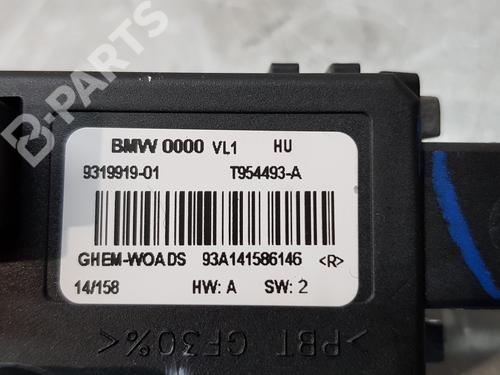 B-PARTS
BMW 0000 VL1 HU
9319919-01 T954493-A
GHEM-WOADS 93A141586146 <R>
14/158 HW: A SW: 2
>PBT GF30%<